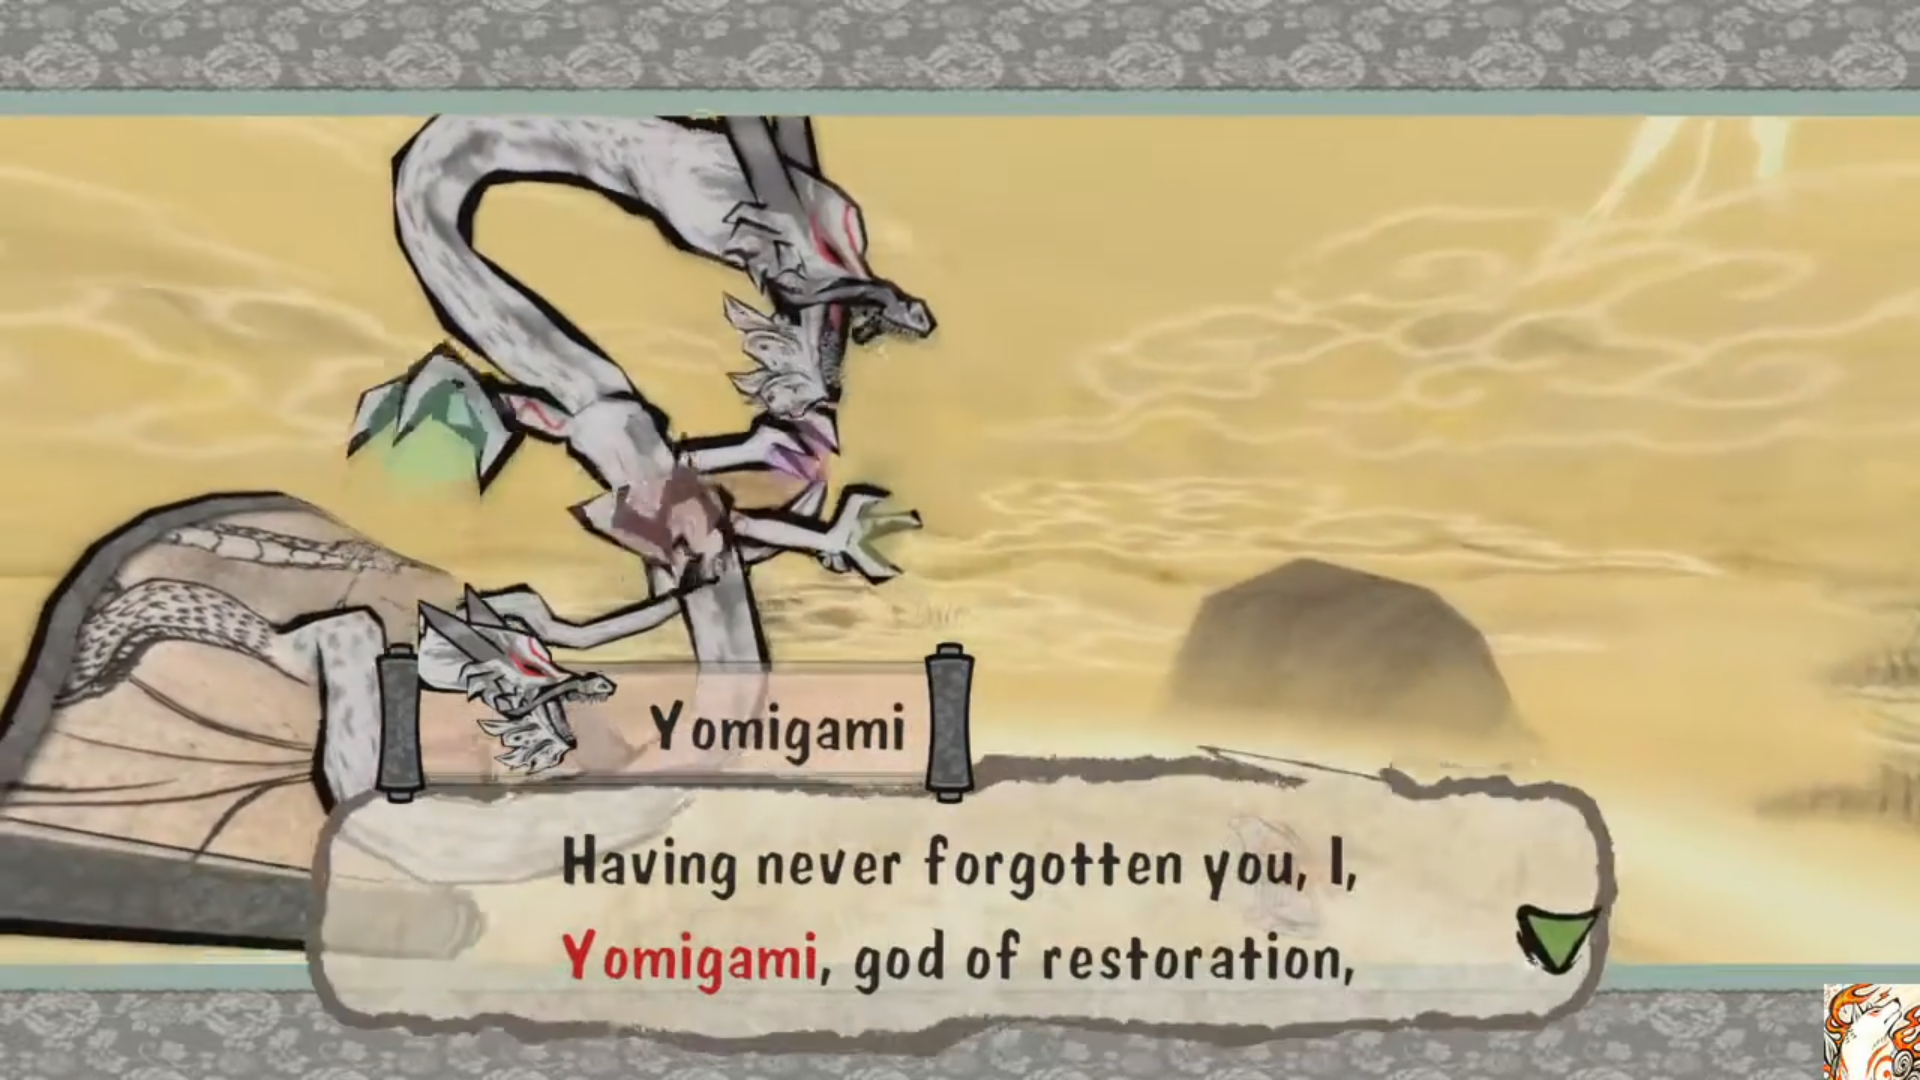 Yomigami
Having never forgotten you, I,
Yomigami, god of restoration,